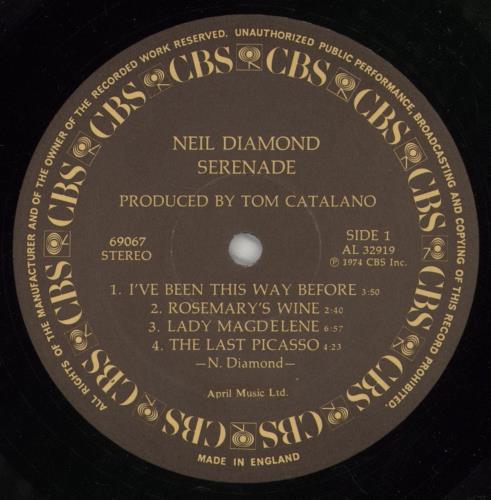 ALL RIGHTS OF THE MANUFACTURER AND OF THE OWNER OF THE RECORDED WORK RESERVED. UNAUTHORIZED PUBLIC PERFORMANCE, BROADCASTING AND COPYING OF THIS RECORD PROHIBITED.
CBS CBS CBS CBS CBS CBS CBS CBS CBS CBS CBS CBS
NEIL DIAMOND
SERENADE
PRODUCED BY TOM CATALANO
69067
STEREO
SIDE 1
AL 32919
℗ 1974 CBS Inc.
1. I'VE BEEN THIS WAY BEFORE 3:50
2. ROSEMARY'S WINE 2:40
3. LADY MAGDELENE 6:57
4. THE LAST PICASSO 4:23
—N. Diamond—
April Music Ltd.
MADE IN ENGLAND